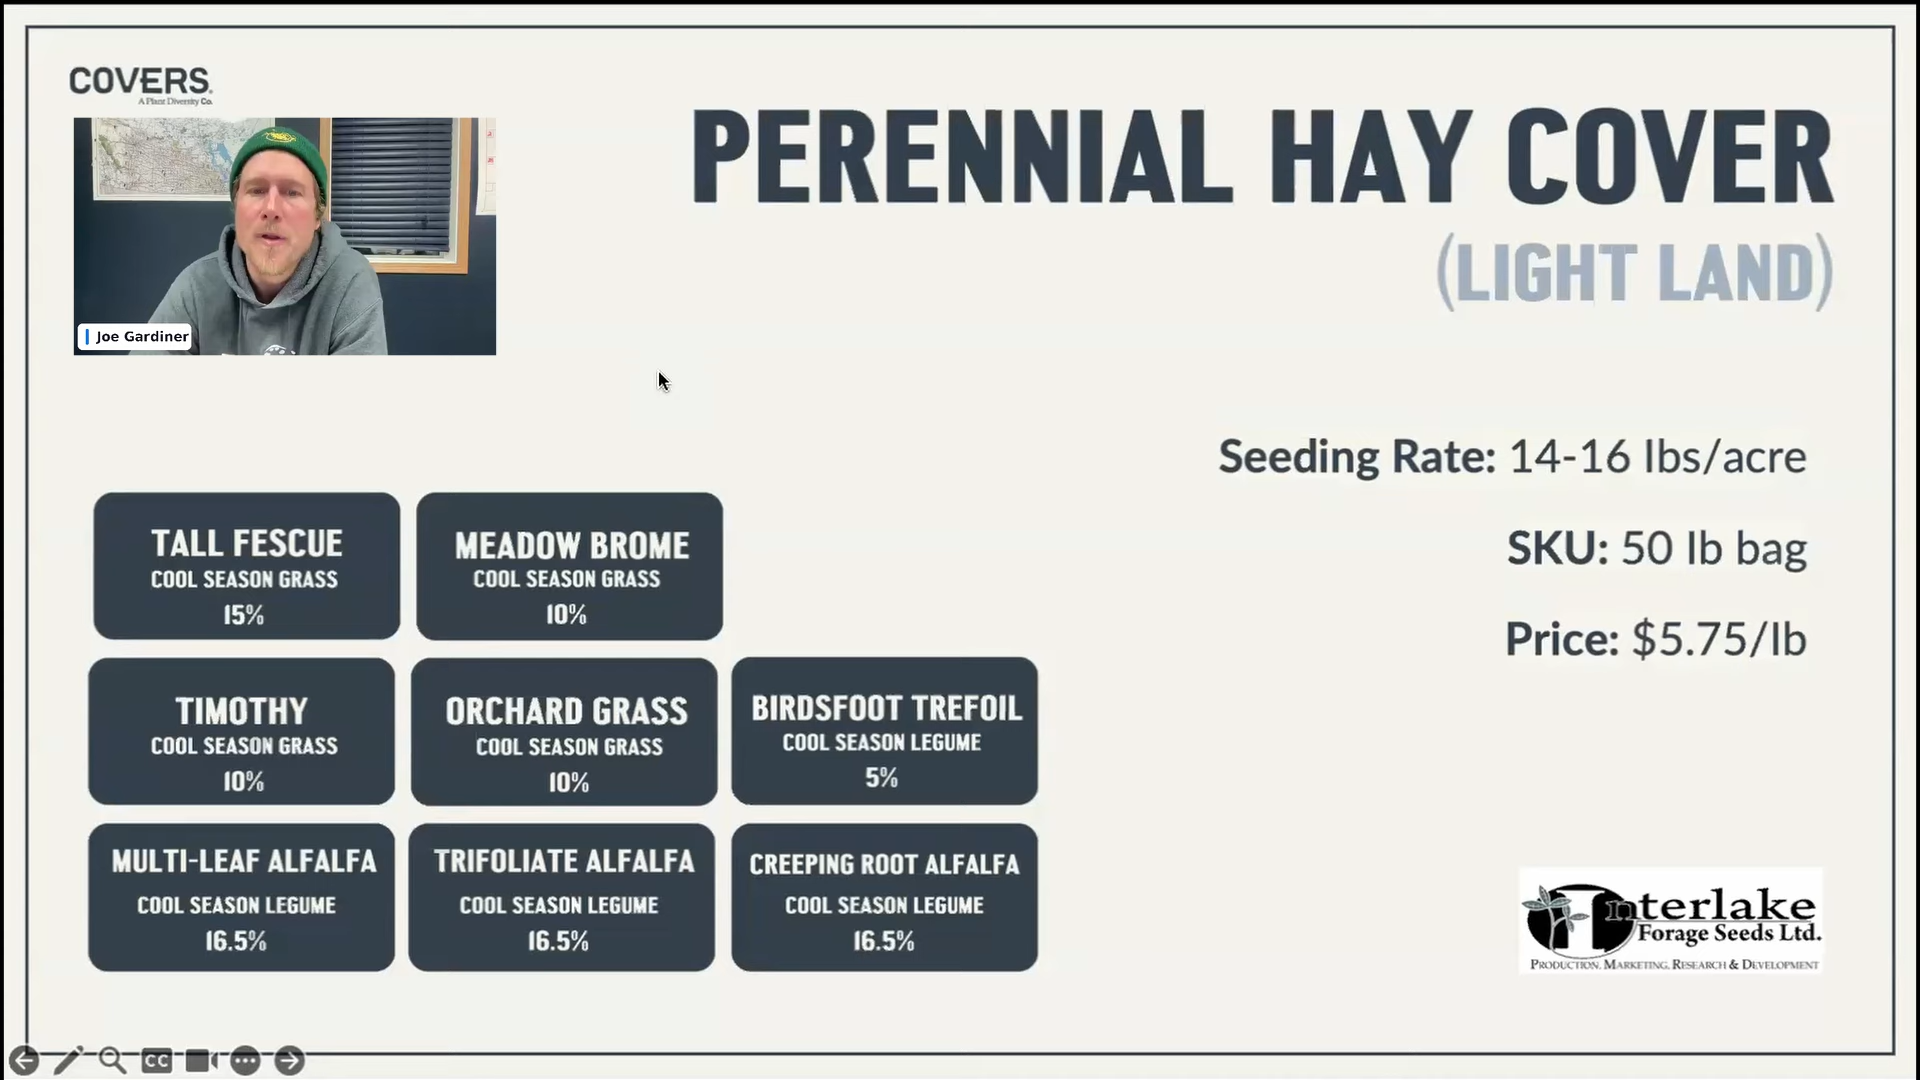 COVERS.
A Plant Diversity Co.
PERENNIAL HAY COVER
(LIGHT LAND)
Joe Gardiner
Seeding Rate: 14-16 lbs/acre
SKU: 50 lb bag
Price: $5.75/lb
TALL FESCUE
COOL SEASON GRASS
15%
MEADOW BROME
COOL SEASON GRASS
10%
TIMOTHY
COOL SEASON GRASS
10%
ORCHARD GRASS
COOL SEASON GRASS
10%
BIRDSFOOT TREFOIL
COOL SEASON LEGUME
5%
MULTI-LEAF ALFALFA
COOL SEASON LEGUME
16.5%
TRIFOLIATE ALFALFA
COOL SEASON LEGUME
16.5%
CREEPING ROOT ALFALFA
COOL SEASON LEGUME
16.5%
Interlake
Forage Seeds Ltd.
PRODUCTION, MARKETING, RESEARCH & DEVELOPMENT
CC